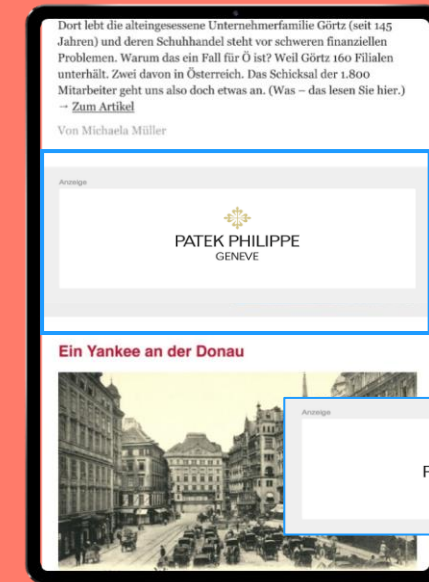 Dort lebt die alteingesessene Unternehmerfamilie Görtz (seit 145
Jahren) und deren Schuhhandel steht vor schweren finanziellen
Problemen. Warum das ein Fall für Ö ist? Weil Görtz 160 Filialen
unterhält. Zwei davon in Österreich. Das Schicksal der 1.800
Mitarbeiter geht uns also doch etwas an. (Was – das lesen Sie hier.)
→ Zum Artikel
Von Michaela Müller
Anzeige
PATEK PHILIPPE
GENEVE
Ein Yankee an der Donau
Anzeige
P